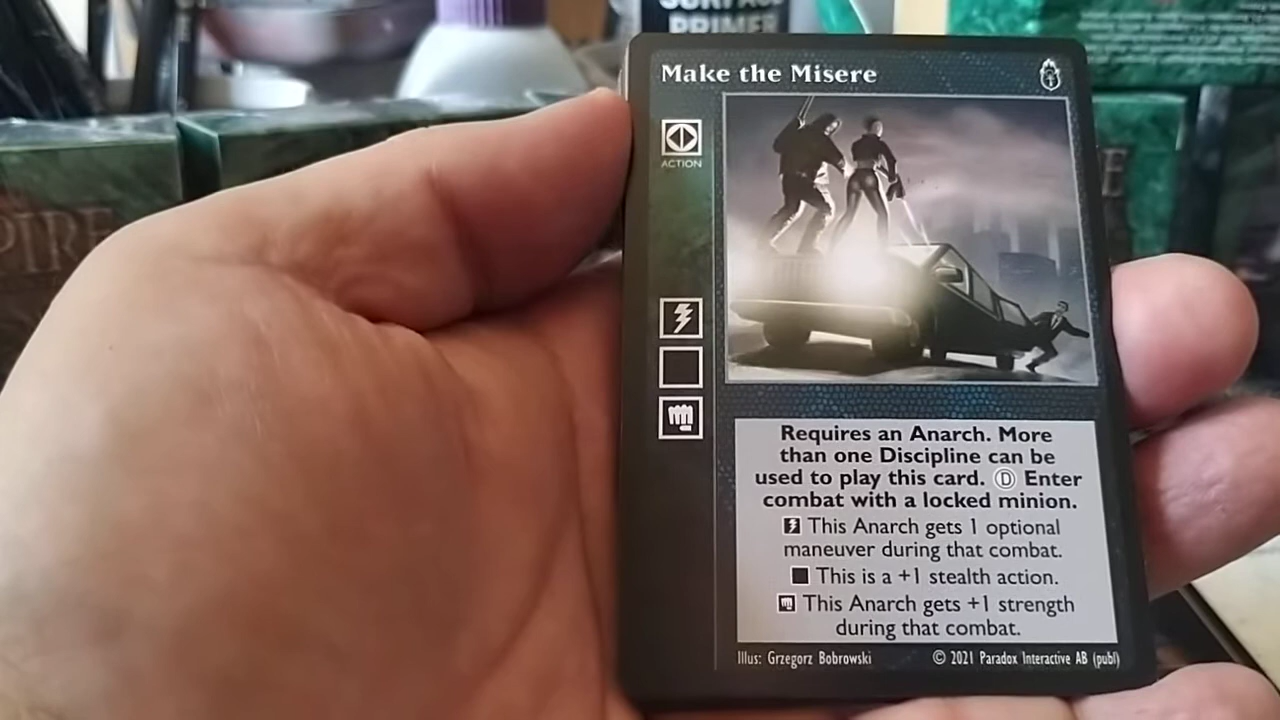 SURFACE
PRIMER
PIRE
E
Make the Misere
ACTION
Requires an Anarch. More
than one Discipline can be
used to play this card. Ⓓ Enter
combat with a locked minion.
This Anarch gets 1 optional
maneuver during that combat.
This is a +1 stealth action.
This Anarch gets +1 strength
during that combat.
Illus: Grzegorz Bobrowski
© 2021 Paradox Interactive AB (publ)